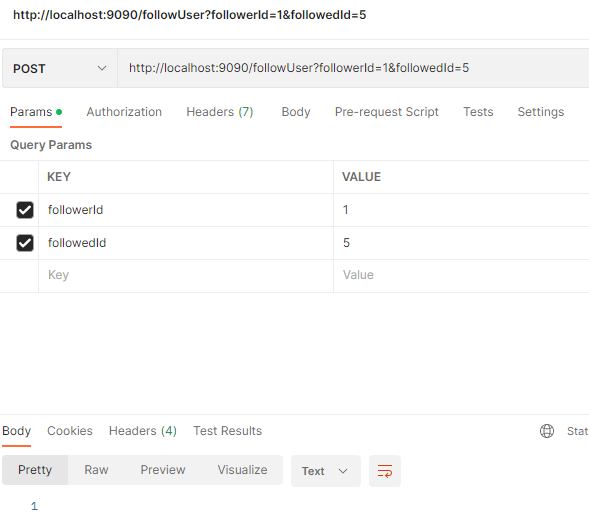 http://localhost:9090/followUser?followerId=1&followedId=5
POST http://localhost:9090/followUser?followerId=1&followedId=5
Params Authorization Headers (7) Body Pre-request Script Tests Settings
Query Params
KEY VALUE
followerId 1
followedId 5
Key Value
Body Cookies Headers (4) Test Results Stat
Pretty Raw Preview Visualize Text
1